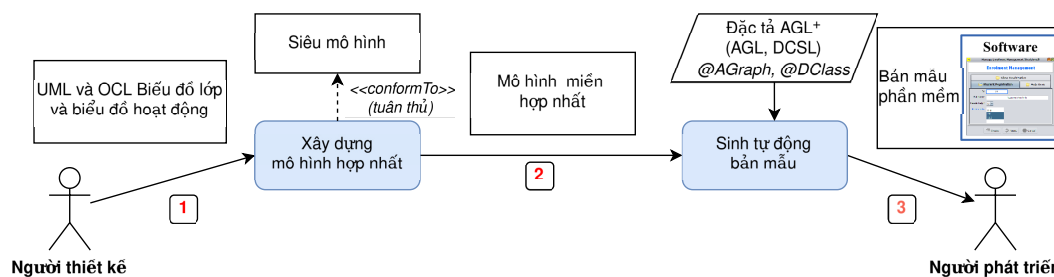 UML và OCL Biểu đồ lớp
và biểu đồ hoạt động
Siêu mô hình
<<conformTo>>
(tuân thủ)
Xây dựng
mô hình hợp nhất
Mô hình miền
hợp nhất
Đặc tả AGL+
(AGL, DCSL)
@AGraph, @DClass
Sinh tự động
bản mẫu
Bản mẫu
phần mềm
Software
1
2
3
Người thiết kế
Người phát triển